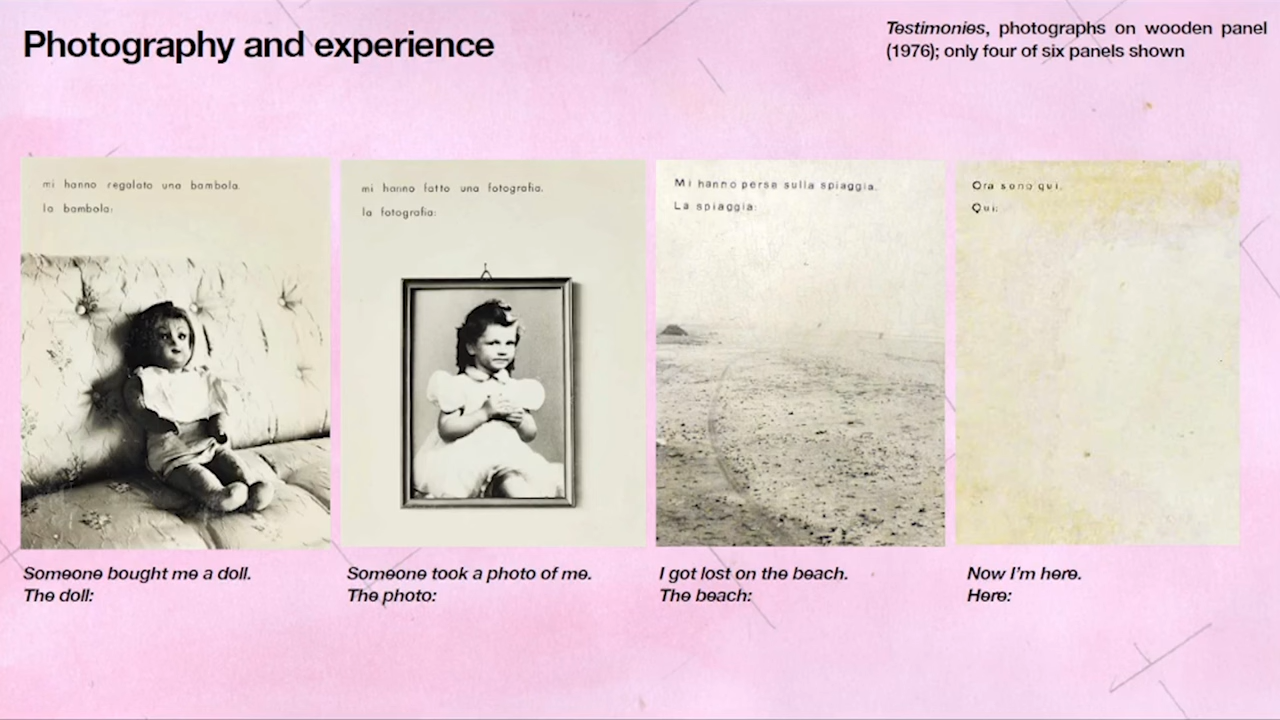 Photography and experience
Testimonies, photographs on wooden panel
(1976); only four of six panels shown
mi hanno regalato una bambola.
la bambola:
mi hanno fatto una fotografia.
la fotografia:
Mi hanno persa sulla spiaggia.
La spiaggia:
Ora sono qui.
Qui:
Someone bought me a doll.
The doll:
Someone took a photo of me.
The photo:
I got lost on the beach.
The beach:
Now I'm here.
Here: